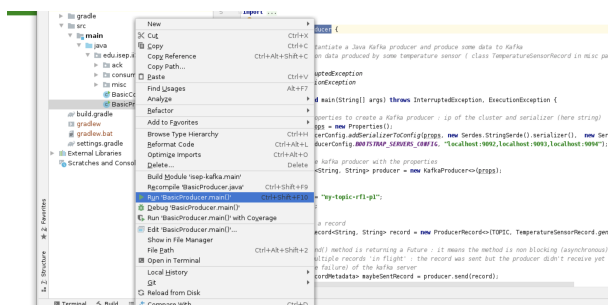 gradle
src
main
java
edu.isep.ii
ack
consum
misc
BasicCo
BasicPr
build.gradle
gradlew
gradlew.bat
settings.gradle
External Libraries
Scratches and Consol
2: Favorites
Z: Structure
Terminal
Build
New
Cut Ctrl+X
Copy Ctrl+C
Copy Reference Ctrl+Alt+Shift+C
Copy Path...
Paste Ctrl+V
Find Usages Alt+F7
Analyze
Refactor
Add to Favorites
Browse Type Hierarchy Ctrl+H
Reformat Code Ctrl+Alt+L
Optimize Imports Ctrl+Alt+O
Delete... Delete
Build Module 'isep-kafka.main'
Recompile 'BasicProducer.java' Ctrl+Shift+F9
Run 'BasicProducer.main()' Ctrl+Shift+F10
Debug 'BasicProducer.main()'
Run 'BasicProducer.main()' with Coverage
Edit 'BasicProducer.main()'...
Show in File Manager
File Path Ctrl+Alt+Shift+2
Open in Terminal
Local History
Git
Reload from Disk
Compare With... Ctrl+D
import ...
ducer {
tantiate a Java Kafka producer and produce some data to Kafka
on data produced by some temperature sensor ( class TemperatureSensorRecord in misc pa
uptedException
ionException
d main(String[] args) throws InterruptedException, ExecutionException {
operties to create a Kafka producer : ip of the cluster and serializer (here string)
ops = new Properties();
ucerConfig.addSerializerToConfig(props, new Serdes.StringSerde().serializer(), new Ser
ducerConfig.BOOTSTRAP_SERVERS_CONFIG, "localhost:9092,localhost:9093,localhost:9094");
e kafka producer with the properties
<String, String> producer = new KafkaProducer<>(props);
= "my-topic-rf1-p1";
a record
ecord<String, String> record = new ProducerRecord<>(TOPIC, TemperatureSensorRecord.gen
nd() method is returning a Future : it means the method is non blocking (asynchronous)
ultiple records 'in flight' : the record was sent but the producer didn't receive yet
e failure) of the kafka server
cordMetadata> maybeSentRecord = producer.send(record);